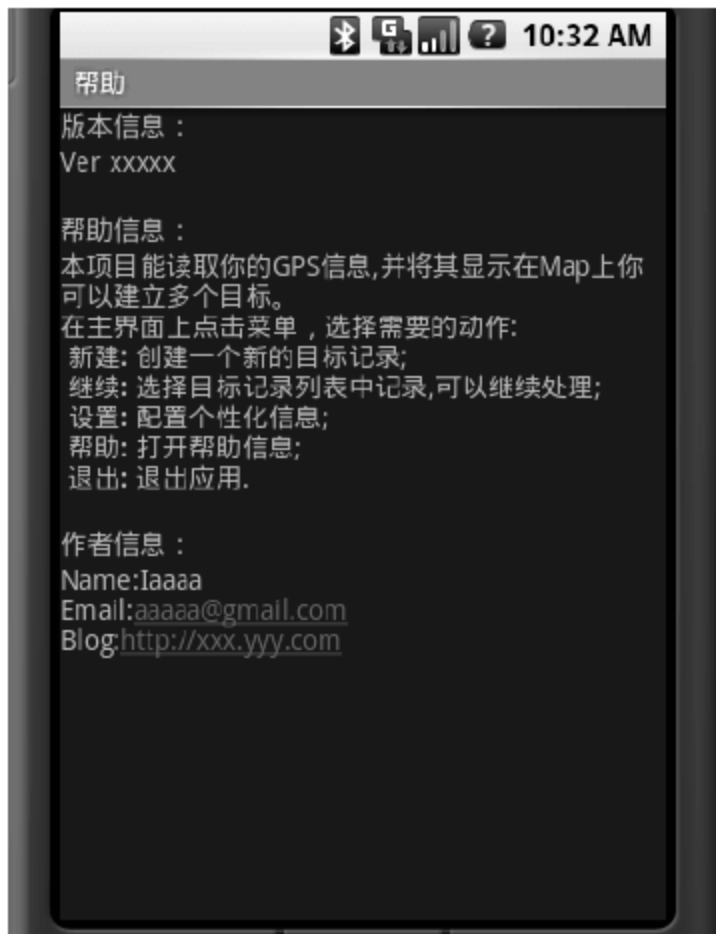 10:32 AM
帮助
版本信息：
Ver xxxxx
帮助信息：
本项目能读取你的GPS信息,并将其显示在Map上你
可以建立多个目标。
在主界面上点击菜单，选择需要的动作:
新建: 创建一个新的目标记录;
继续: 选择目标记录列表中记录,可以继续处理;
设置: 配置个性化信息;
帮助: 打开帮助信息;
退出: 退出应用.
作者信息：
Name:Iaaaa
Email:aaaaa@gmail.com
Blog:http://xxx.yyy.com